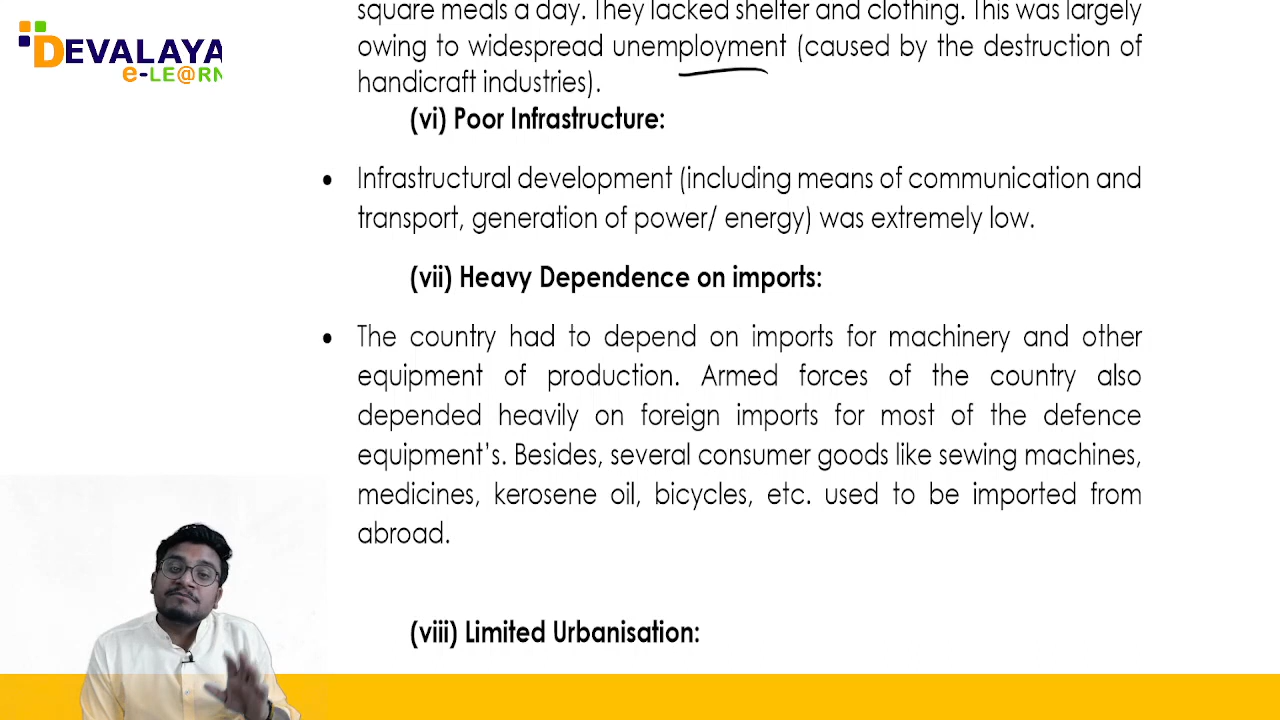 DEVALAYA
e-LE@RN
square meals a day. They lacked shelter and clothing. This was largely
owing to widespread unemployment (caused by the destruction of
handicraft industries).
(vi) Poor Infrastructure:
• Infrastructural development (including means of communication and
transport, generation of power/ energy) was extremely low.
(vii) Heavy Dependence on imports:
• The country had to depend on imports for machinery and other
equipment of production. Armed forces of the country also
depended heavily on foreign imports for most of the defence
equipment's. Besides, several consumer goods like sewing machines,
medicines, kerosene oil, bicycles, etc. used to be imported from
abroad.
(viii) Limited Urbanisation: